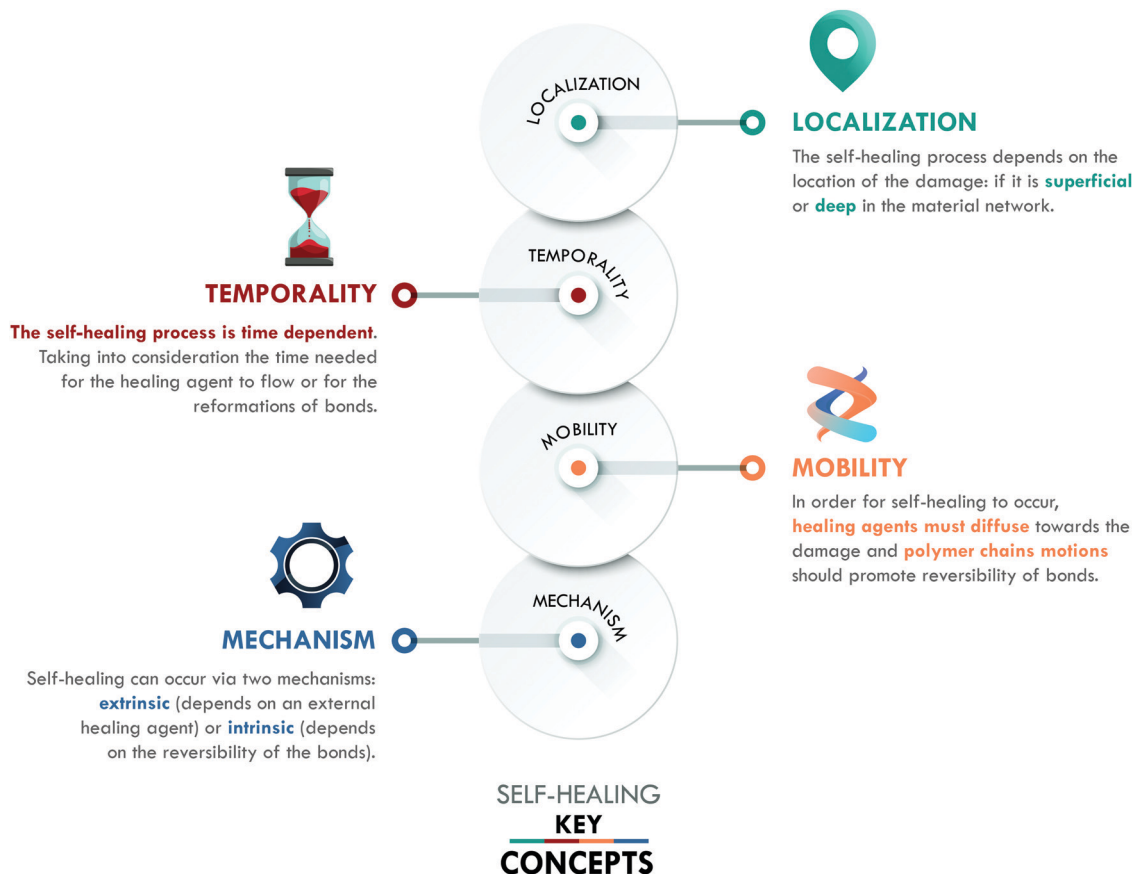 LOCALIZATION
LOCALIZATION
The self-healing process depends on the
location of the damage: if it is superficial
or deep in the material network.
TEMPORALITY
TEMPORALITY
The self-healing process is time dependent.
Taking into consideration the time needed
for the healing agent to flow or for the
reformations of bonds.
MOBILITY
MOBILITY
In order for self-healing to occur,
healing agents must diffuse towards the
damage and polymer chains motions
should promote reversibility of bonds.
MECHANISM
MECHANISM
Self-healing can occur via two mechanisms:
extrinsic (depends on an external
healing agent) or intrinsic (depends
on the reversibility of the bonds).
SELF-HEALING
KEY
CONCEPTS